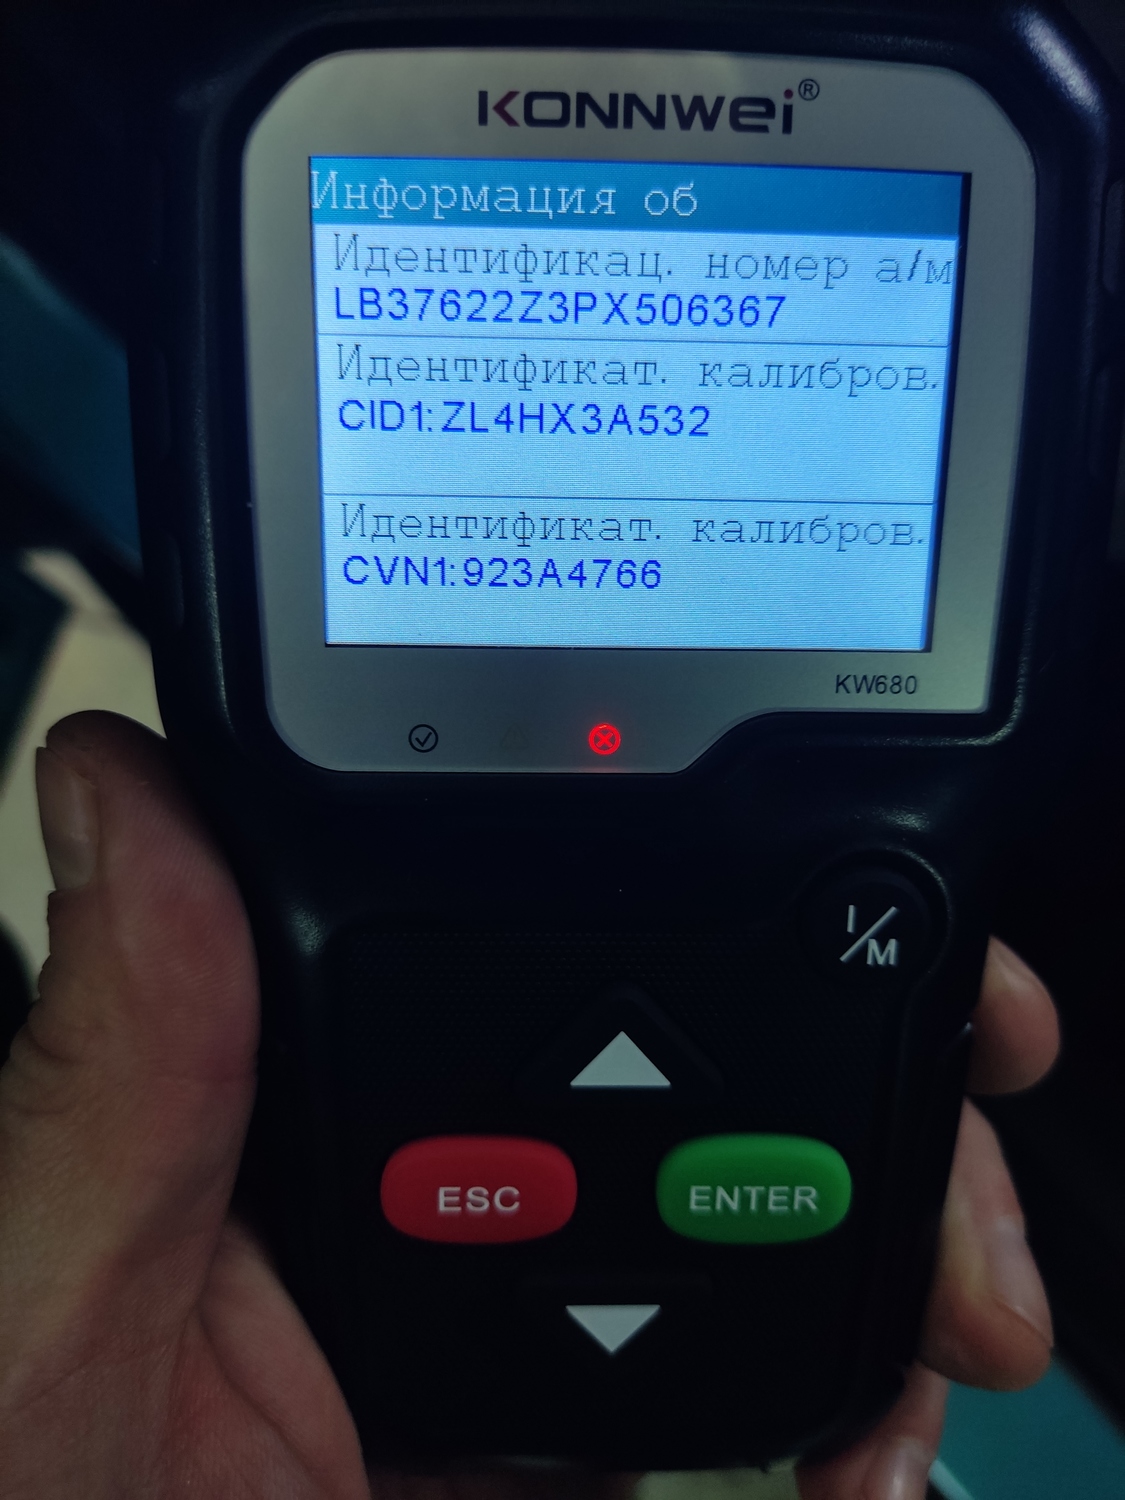 KONNWEI®
Информация об
Идентификац. номер а/м
LB37622Z3PX506367
Идентификат. калибров.
CID1:ZL4HX3A532
Идентификат. калибров.
CVN1:923A4766
KW680
I/M
ESC
ENTER